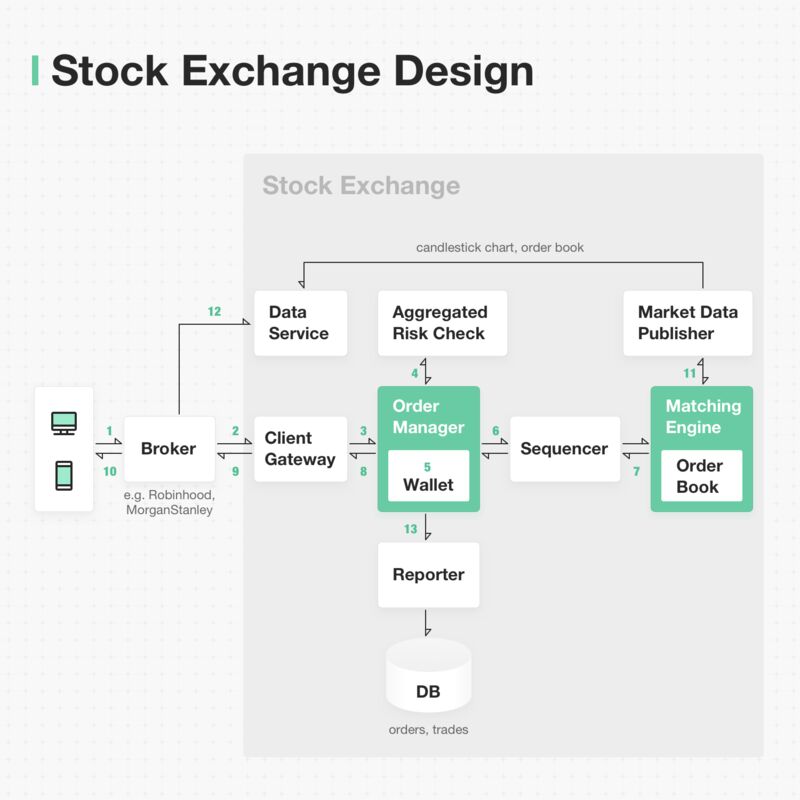 Stock Exchange Design
Stock Exchange
candlestick chart, order book
12
Data
Service
Aggregated
Risk Check
Market Data
Publisher
4
11
1
10
Broker
e.g. Robinhood,
MorganStanley
2
9
Client
Gateway
3
8
Order
Manager
5
Wallet
6
Sequencer
7
Matching
Engine
Order
Book
13
Reporter
DB
orders, trades